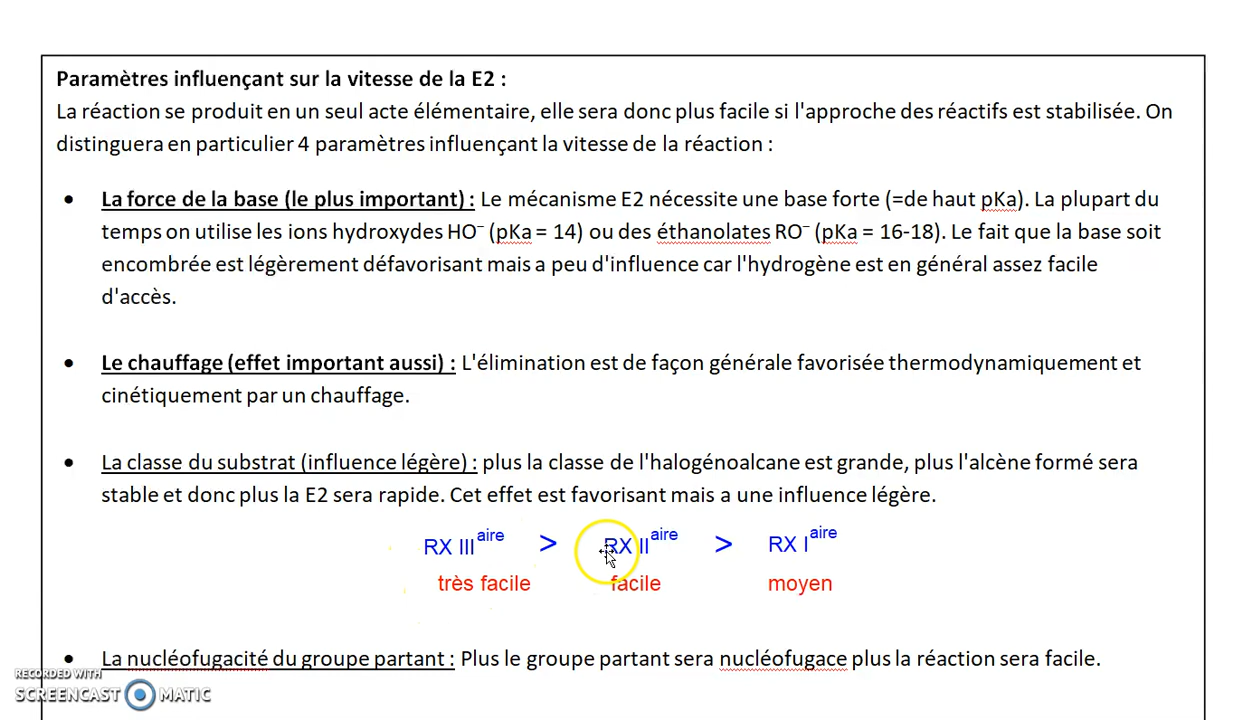 Paramètres influençant sur la vitesse de la E2 :
La réaction se produit en un seul acte élémentaire, elle sera donc plus facile si l'approche des réactifs est stabilisée. On
distinguera en particulier 4 paramètres influençant la vitesse de la réaction :
• La force de la base (le plus important) : Le mécanisme E2 nécessite une base forte (=de haut pKa). La plupart du
temps on utilise les ions hydroxydes HO⁻ (pKa = 14) ou des éthanolates RO⁻ (pKa = 16-18). Le fait que la base soit
encombrée est légèrement défavorisant mais a peu d'influence car l'hydrogène est en général assez facile
d'accès.
• Le chauffage (effet important aussi) : L'élimination est de façon générale favorisée thermodynamiquement et
cinétiquement par un chauffage.
• La classe du substrat (influence légère) : plus la classe de l'halogénoalcane est grande, plus l'alcène formé sera
stable et donc plus la E2 sera rapide. Cet effet est favorisant mais a une influence légère.
RX III aire > RX II aire > RX I aire
très facile facile moyen
• La nucléofugacité du groupe partant : Plus le groupe partant sera nucléofugace plus la réaction sera facile.
RECORDED WITH
SCREENCAST MATIC